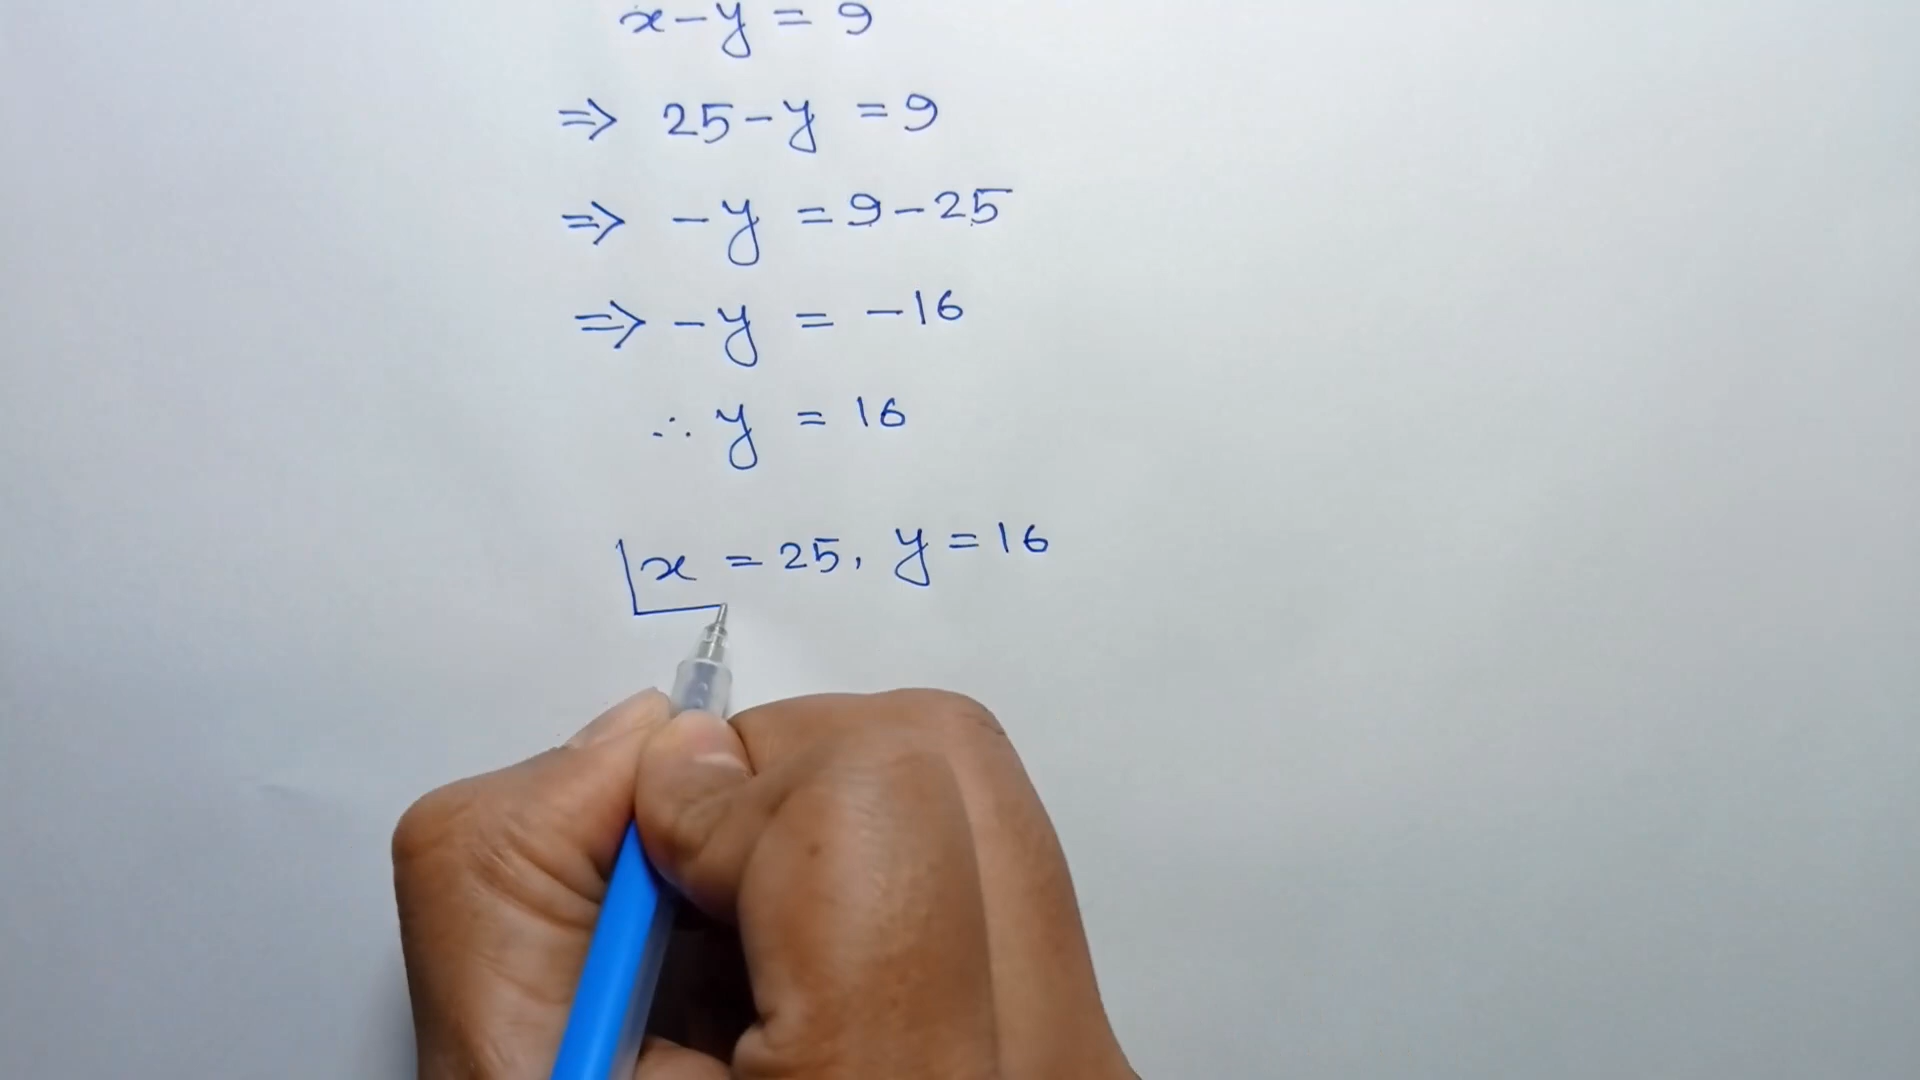 x - y = 9
⇒ 25 - y = 9
⇒ - y = 9 - 25
⇒ - y = - 16
∴ y = 16
x = 25, y = 16